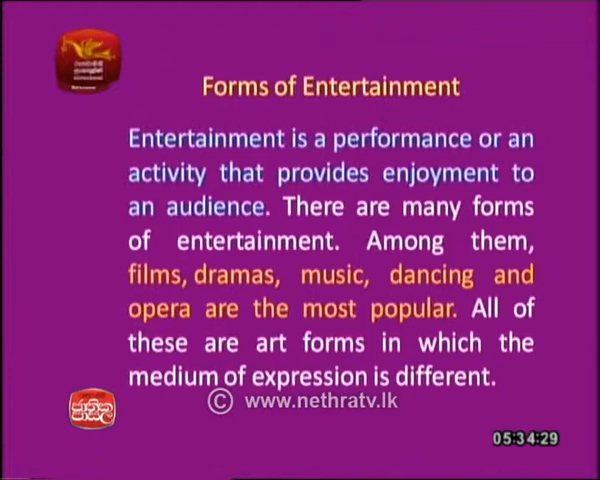 Forms of Entertainment
Entertainment is a performance or an
activity that provides enjoyment to
an audience. There are many forms
of entertainment. Among them,
films, dramas, music, dancing and
opera are the most popular. All of
these are art forms in which the
medium of expression is different.
© www.nethratv.lk
05:34:29